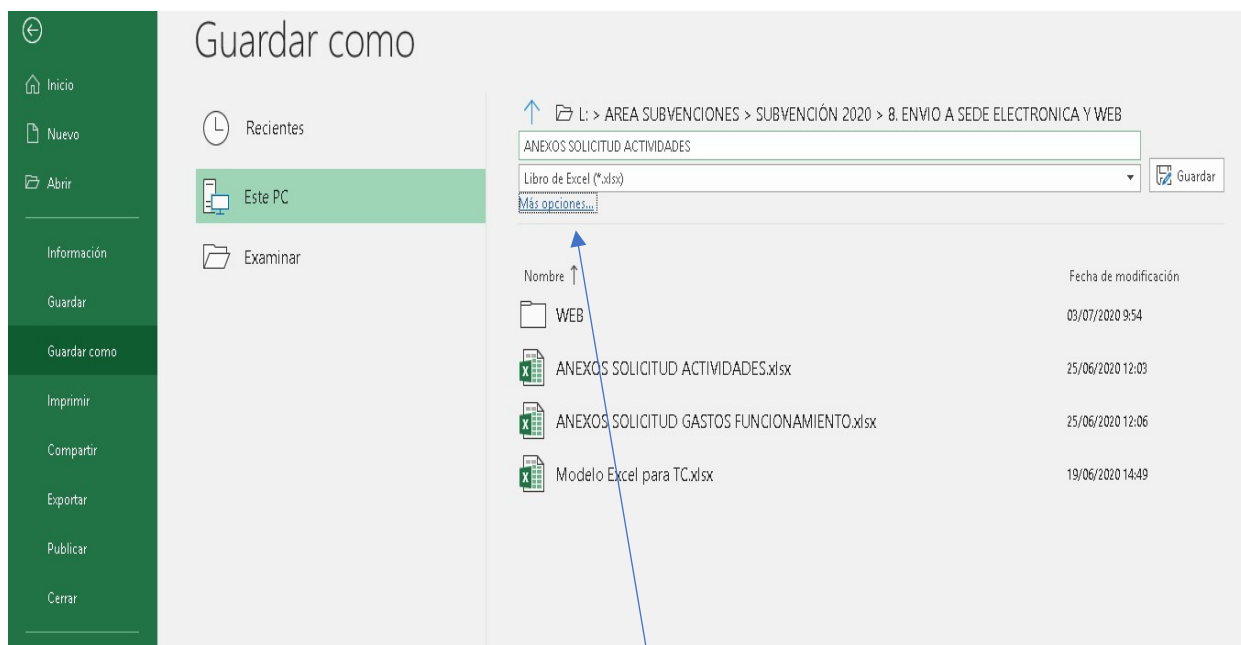 Guardar como
Inicio
Nuevo
Abrir
Información
Guardar
Guardar como
Imprimir
Compartir
Exportar
Publicar
Cerrar
Recientes
Este PC
Examinar
L: > AREA SUBVENCIONES > SUBVENCIÓN 2020 > 8. ENVIO A SEDE ELECTRONICA Y WEB
ANEXOS SOLICITUD ACTIVIDADES
Libro de Excel (*.xlsx)
Guardar
Más opciones...
Nombre ↑ Fecha de modificación
WEB 03/07/2020 9:54
ANEXOS SOLICITUD ACTIVIDADES.xlsx 25/06/2020 12:03
ANEXOS SOLICITUD GASTOS FUNCIONAMIENTO.xlsx 25/06/2020 12:06
Modelo Excel para TC.xlsx 19/06/2020 14:49